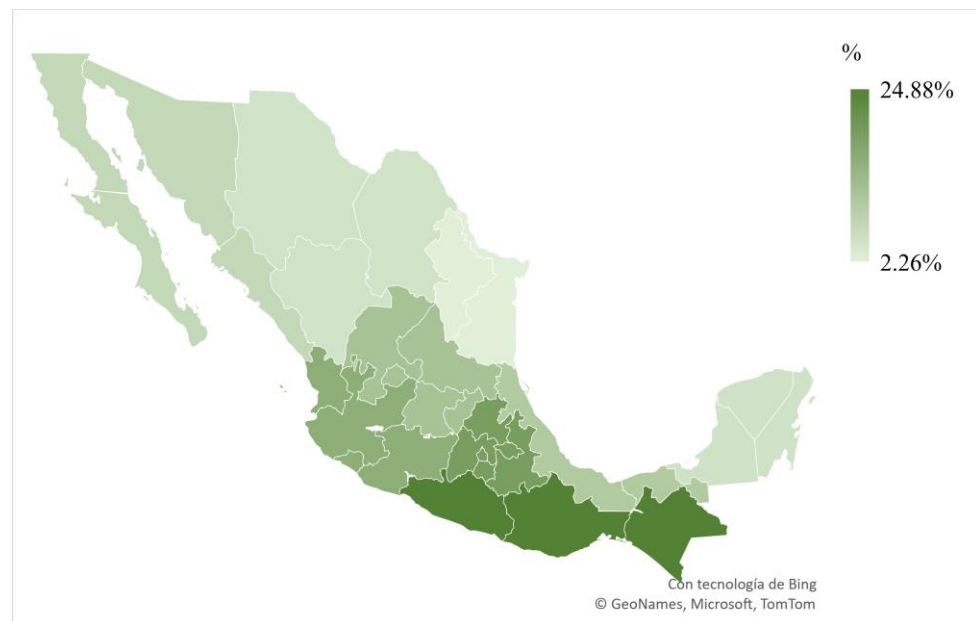 %
24.88%
2.26%
Con tecnología de Bing
© GeoNames, Microsoft, TomTom